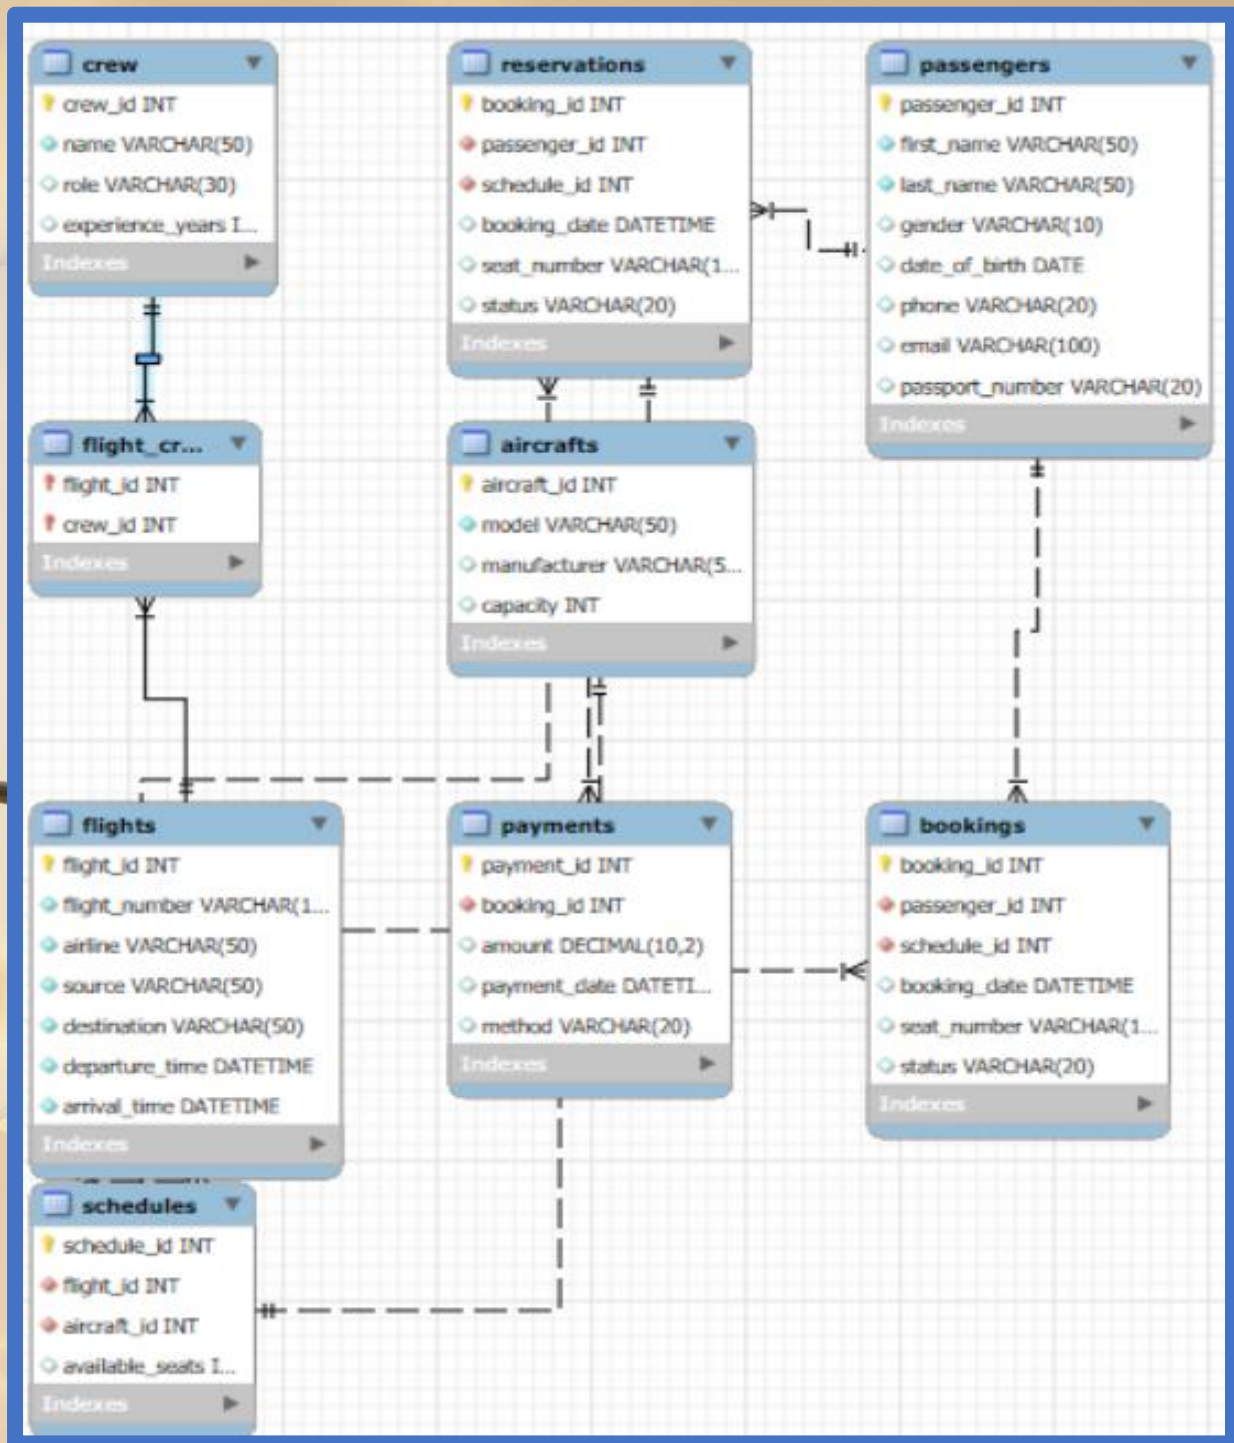 crew
crew_id INT
name VARCHAR(50)
role VARCHAR(30)
experience_years I...
Indexes
reservations
booking_id INT
passenger_id INT
schedule_id INT
booking_date DATETIME
seat_number VARCHAR(1...
status VARCHAR(20)
Indexes
passengers
passenger_id INT
first_name VARCHAR(50)
last_name VARCHAR(50)
gender VARCHAR(10)
date_of_birth DATE
phone VARCHAR(20)
email VARCHAR(100)
passport_number VARCHAR(20)
Indexes
flight_cr...
flight_id INT
crew_id INT
Indexes
aircrafts
aircraft_id INT
model VARCHAR(50)
manufacturer VARCHAR(5...
capacity INT
Indexes
flights
flight_id INT
flight_number VARCHAR(1...
airline VARCHAR(50)
source VARCHAR(50)
destination VARCHAR(50)
departure_time DATETIME
arrival_time DATETIME
Indexes
payments
payment_id INT
booking_id INT
amount DECIMAL(10,2)
payment_date DATETI...
method VARCHAR(20)
Indexes
bookings
booking_id INT
passenger_id INT
schedule_id INT
booking_date DATETIME
seat_number VARCHAR(1...
status VARCHAR(20)
Indexes
schedules
schedule_id INT
flight_id INT
aircraft_id INT
available_seats I...
Indexes